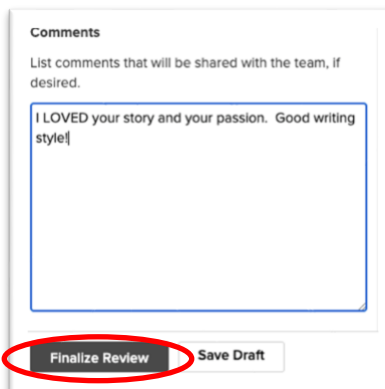 Comments
List comments that will be shared with the team, if
desired.
I LOVED your story and your passion.  Good writing
style!
Finalize Review
Save Draft